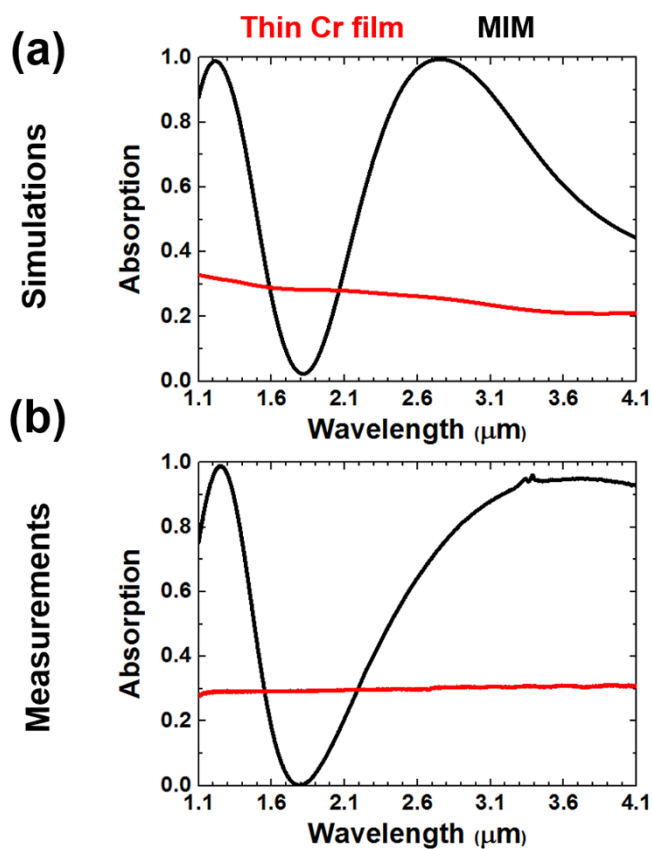 Thin Cr film MIM
(a)
Simulations
Absorption
1.0
0.8
0.6
0.4
0.2
0.0
1.1 1.6 2.1 2.6 3.1 3.6 4.1
Wavelength (μm)
(b)
Measurements
Absorption
1.0
0.8
0.6
0.4
0.2
0.0
1.1 1.6 2.1 2.6 3.1 3.6 4.1
Wavelength (μm)